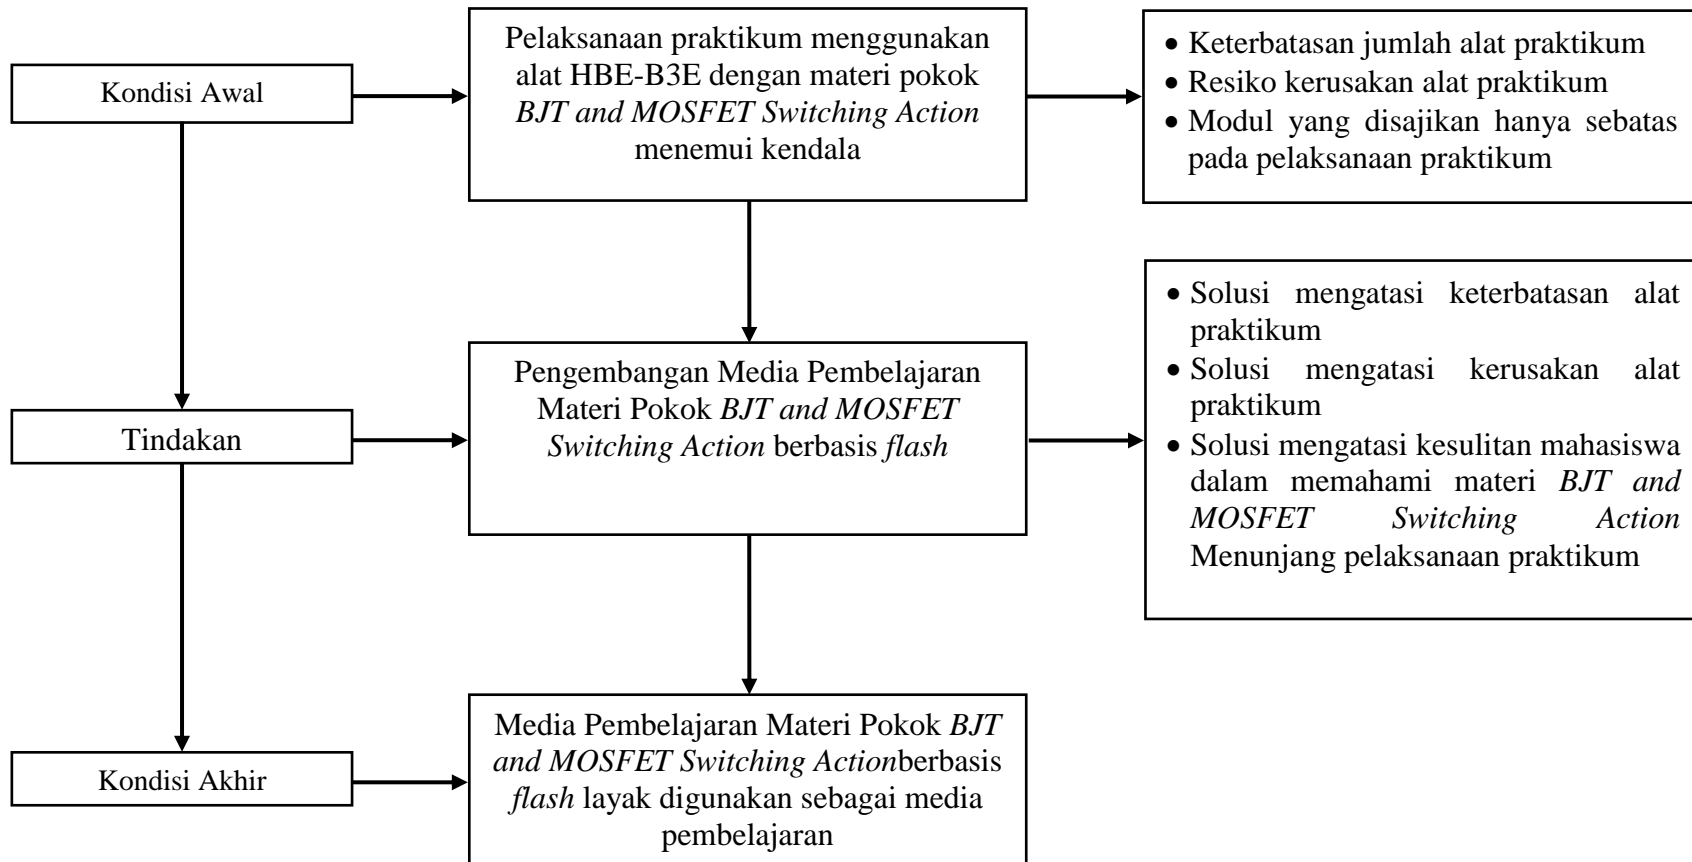 Kondisi Awal
Pelaksanaan praktikum menggunakan
alat HBE-B3E dengan materi pokok
BJT and MOSFET Switching Action
menemui kendala
• Keterbatasan jumlah alat praktikum
• Resiko kerusakan alat praktikum
• Modul yang disajikan hanya sebatas
pada pelaksanaan praktikum
Tindakan
Pengembangan Media Pembelajaran
Materi Pokok BJT and MOSFET
Switching Action berbasis flash
• Solusi mengatasi keterbatasan alat
praktikum
• Solusi mengatasi kerusakan alat
praktikum
• Solusi mengatasi kesulitan mahasiswa
dalam memahami materi BJT and
MOSFET Switching Action
Menunjang pelaksanaan praktikum
Kondisi Akhir
Media Pembelajaran Materi Pokok BJT
and MOSFET Switching Actionberbasis
flash layak digunakan sebagai media
pembelajaran